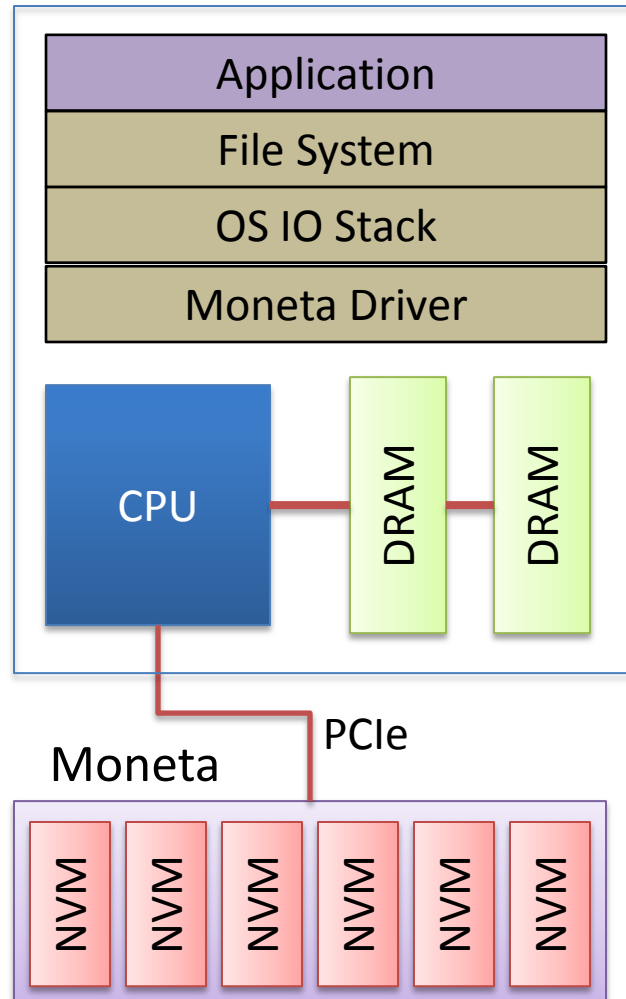 Application
File System
OS IO Stack
Moneta Driver
CPU
DRAM
DRAM
PCIe
Moneta
NVM
NVM
NVM
NVM
NVM
NVM